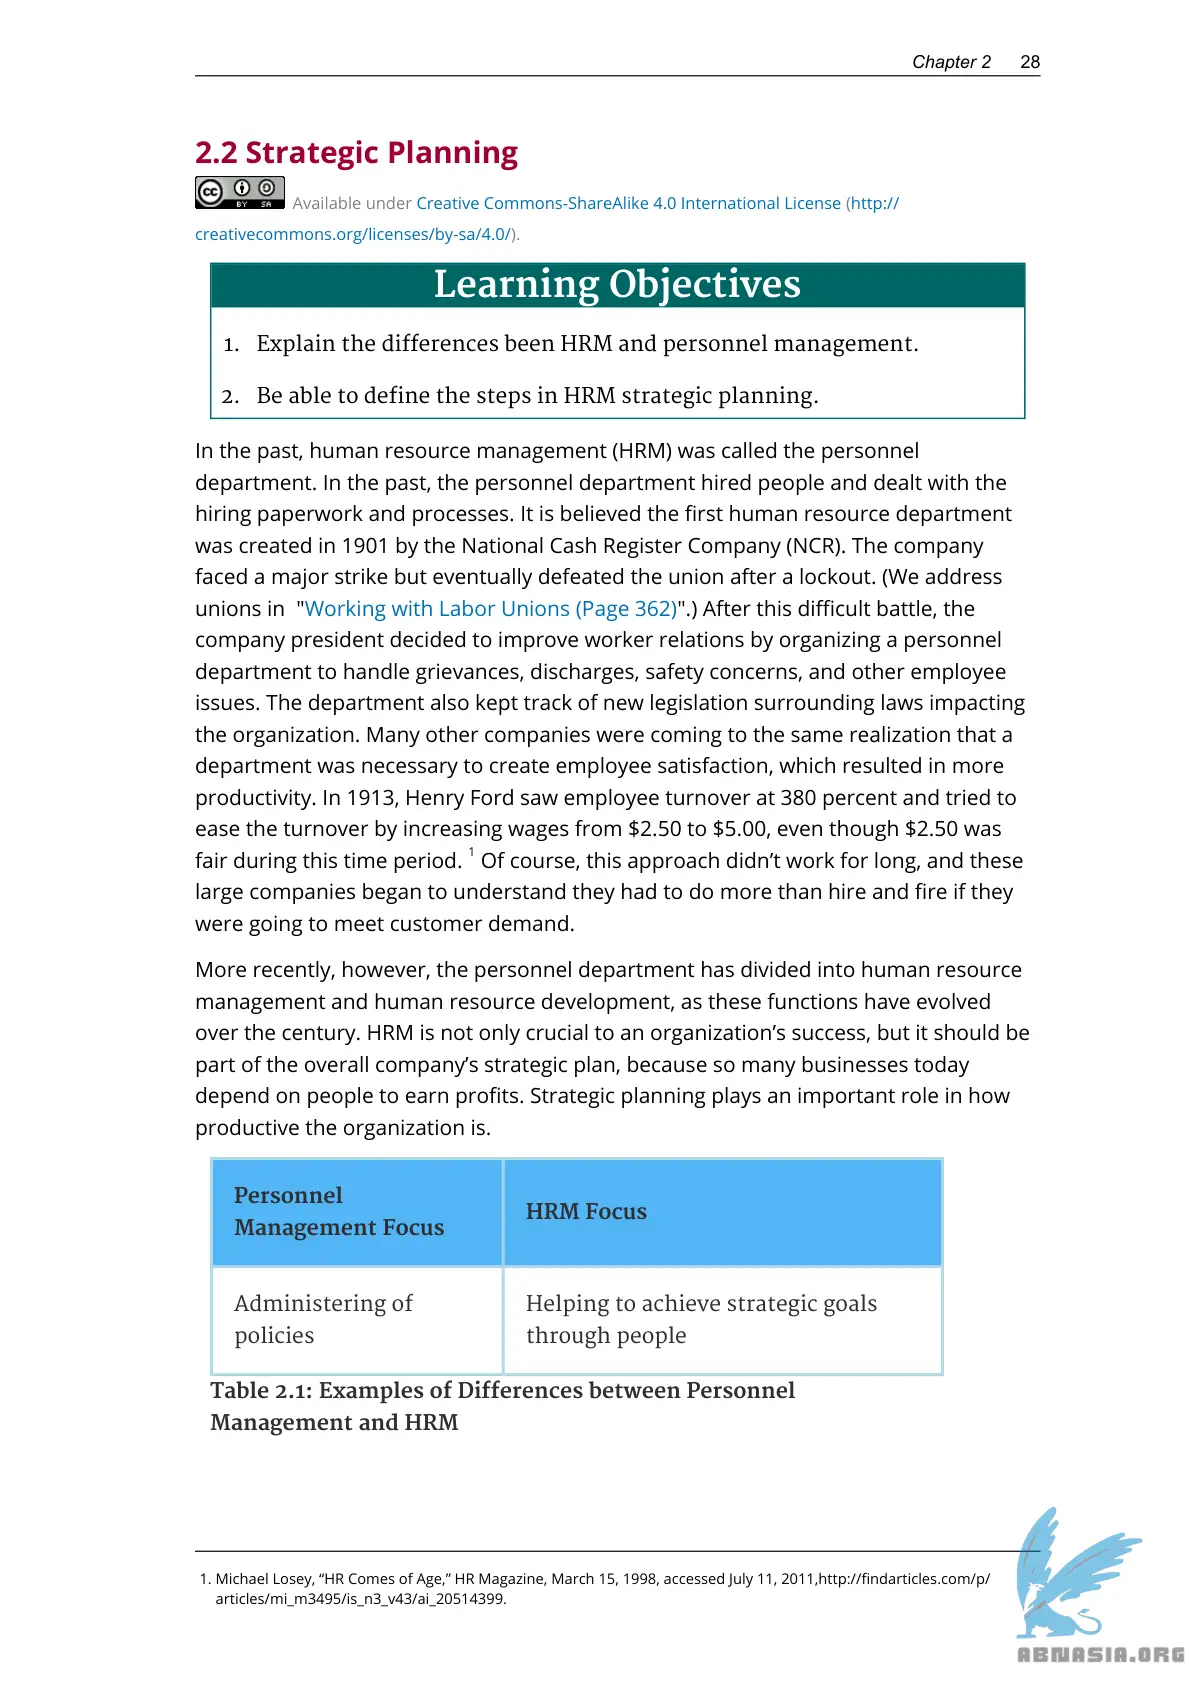 Chapter 2 28
2.2 Strategic Planning
cc BY SA Available under Creative Commons-ShareAlike 4.0 International License (http://
creativecommons.org/licenses/by-sa/4.0/).
Learning Objectives
1. Explain the differences been HRM and personnel management.
2. Be able to define the steps in HRM strategic planning.
In the past, human resource management (HRM) was called the personnel
department. In the past, the personnel department hired people and dealt with the
hiring paperwork and processes. It is believed the first human resource department
was created in 1901 by the National Cash Register Company (NCR). The company
faced a major strike but eventually defeated the union after a lockout. (We address
unions in "Working with Labor Unions (Page 362)".) After this difficult battle, the
company president decided to improve worker relations by organizing a personnel
department to handle grievances, discharges, safety concerns, and other employee
issues. The department also kept track of new legislation surrounding laws impacting
the organization. Many other companies were coming to the same realization that a
department was necessary to create employee satisfaction, which resulted in more
productivity. In 1913, Henry Ford saw employee turnover at 380 percent and tried to
ease the turnover by increasing wages from $2.50 to $5.00, even though $2.50 was
fair during this time period. 1 Of course, this approach didn’t work for long, and these
large companies began to understand they had to do more than hire and fire if they
were going to meet customer demand.
More recently, however, the personnel department has divided into human resource
management and human resource development, as these functions have evolved
over the century. HRM is not only crucial to an organization’s success, but it should be
part of the overall company’s strategic plan, because so many businesses today
depend on people to earn profits. Strategic planning plays an important role in how
productive the organization is.
Personnel
Management Focus
HRM Focus
Administering of
policies
Helping to achieve strategic goals
through people
Table 2.1: Examples of Differences between Personnel
Management and HRM
1. Michael Losey, “HR Comes of Age,” HR Magazine, March 15, 1998, accessed July 11, 2011,http://findarticles.com/p/
articles/mi_m3495/is_n3_v43/ai_20514399.
ABNASIA.ORG